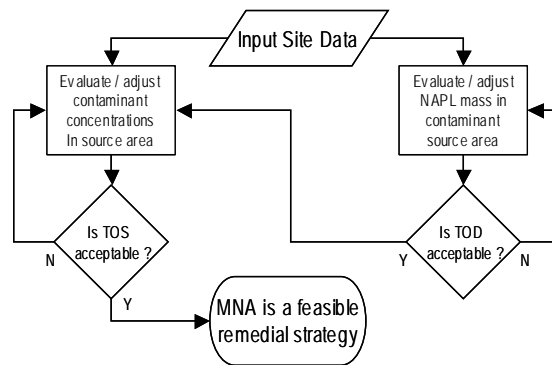 Input Site Data
Evaluate / adjust
contaminant
concentrations
In source area
Evaluate / adjust
NAPL mass in
contaminant
source area
Is TOS
acceptable ?
N
Y
Is TOD
acceptable ?
Y
N
MNA is a feasible
remedial strategy